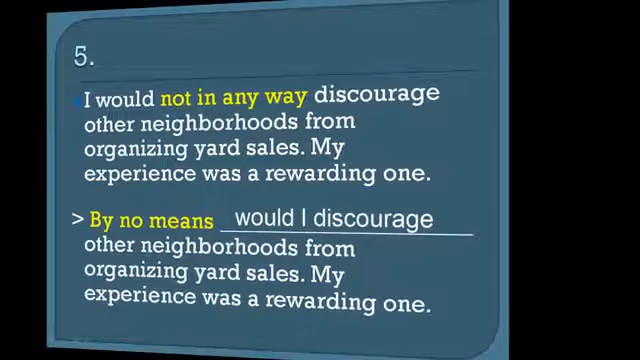 5.
I would not in any way discourage
other neighborhoods from
organizing yard sales. My
experience was a rewarding one.
> By no means would I discourage
other neighborhoods from
organizing yard sales. My
experience was a rewarding one.